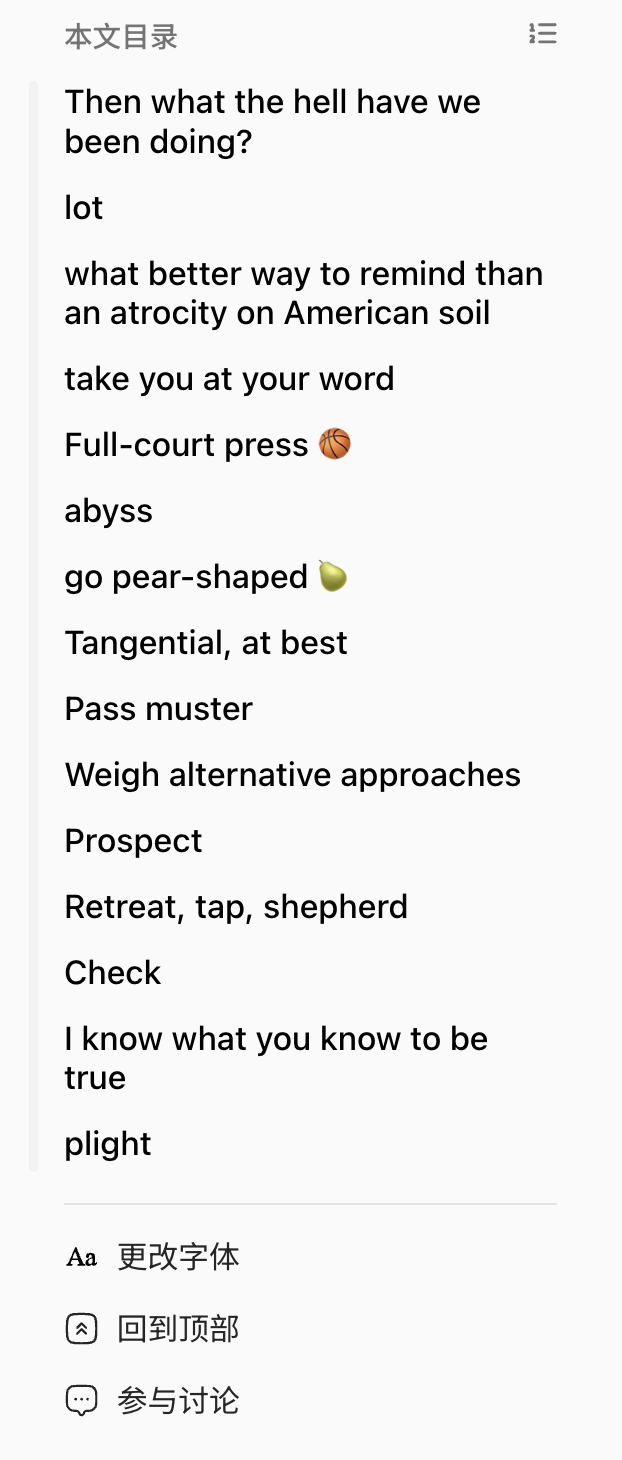 本文目录
Then what the hell have we
been doing?
lot
what better way to remind than
an atrocity on American soil
take you at your word
Full-court press 🏀
abyss
go pear-shaped 🍐
Tangential, at best
Pass muster
Weigh alternative approaches
Prospect
Retreat, tap, shepherd
Check
I know what you know to be
true
plight
Aa 更改字体
回到顶部
参与讨论